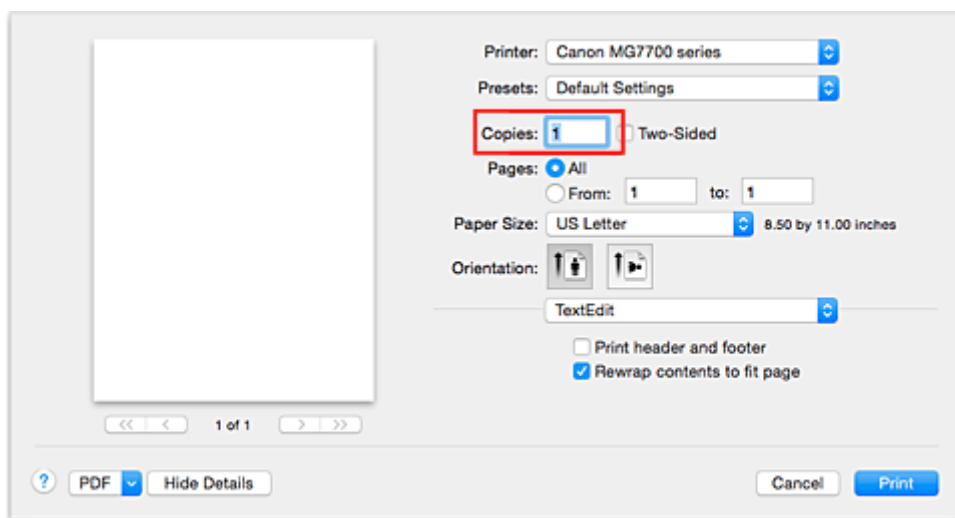 Printer: Canon MG7700 series
Presets: Default Settings
Copies: 1 Two-Sided
Pages: All
From: 1 to: 1
Paper Size: US Letter 8.50 by 11.00 inches
Orientation:
TextEdit
Print header and footer
Rewrap contents to fit page
<< < 1 of 1 > >>
? PDF Hide Details Cancel Print